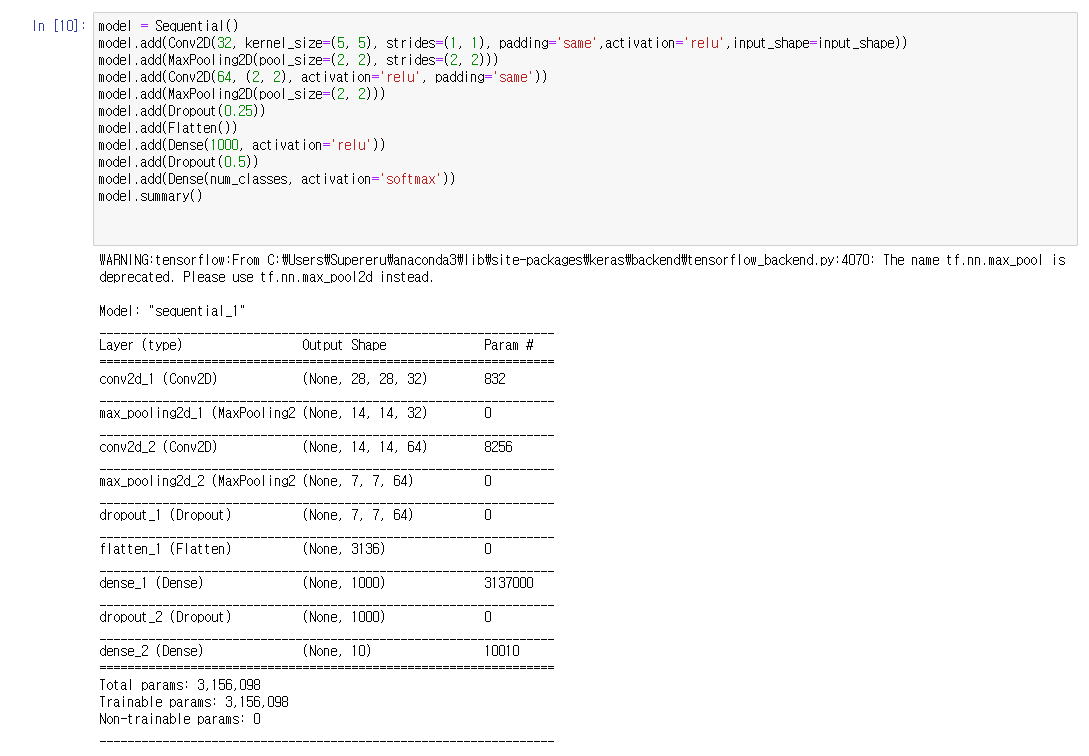 In [10]:
model = Sequential()
model.add(Conv2D(32, kernel_size=(5, 5), strides=(1, 1), padding='same',activation='relu',input_shape=input_shape))
model.add(MaxPooling2D(pool_size=(2, 2), strides=(2, 2)))
model.add(Conv2D(64, (2, 2), activation='relu', padding='same'))
model.add(MaxPooling2D(pool_size=(2, 2)))
model.add(Dropout(0.25))
model.add(Flatten())
model.add(Dense(1000, activation='relu'))
model.add(Dropout(0.5))
model.add(Dense(num_classes, activation='softmax'))
model.summary()
WARNING:tensorflow:From C:₩Users₩Supereru₩anaconda3₩lib₩site-packages₩keras₩backend₩tensorflow_backend.py:4070: The name tf.nn.max_pool is
deprecated. Please use tf.nn.max_pool2d instead.
Model: "sequential_1"
_________________________________________________________________
Layer (type) Output Shape Param #
=================================================================
conv2d_1 (Conv2D) (None, 28, 28, 32) 832
_________________________________________________________________
max_pooling2d_1 (MaxPooling2 (None, 14, 14, 32) 0
_________________________________________________________________
conv2d_2 (Conv2D) (None, 14, 14, 64) 8256
_________________________________________________________________
max_pooling2d_2 (MaxPooling2 (None, 7, 7, 64) 0
_________________________________________________________________
dropout_1 (Dropout) (None, 7, 7, 64) 0
_________________________________________________________________
flatten_1 (Flatten) (None, 3136) 0
_________________________________________________________________
dense_1 (Dense) (None, 1000) 3137000
_________________________________________________________________
dropout_2 (Dropout) (None, 1000) 0
_________________________________________________________________
dense_2 (Dense) (None, 10) 10010
=================================================================
Total params: 3,156,098
Trainable params: 3,156,098
Non-trainable params: 0
_________________________________________________________________